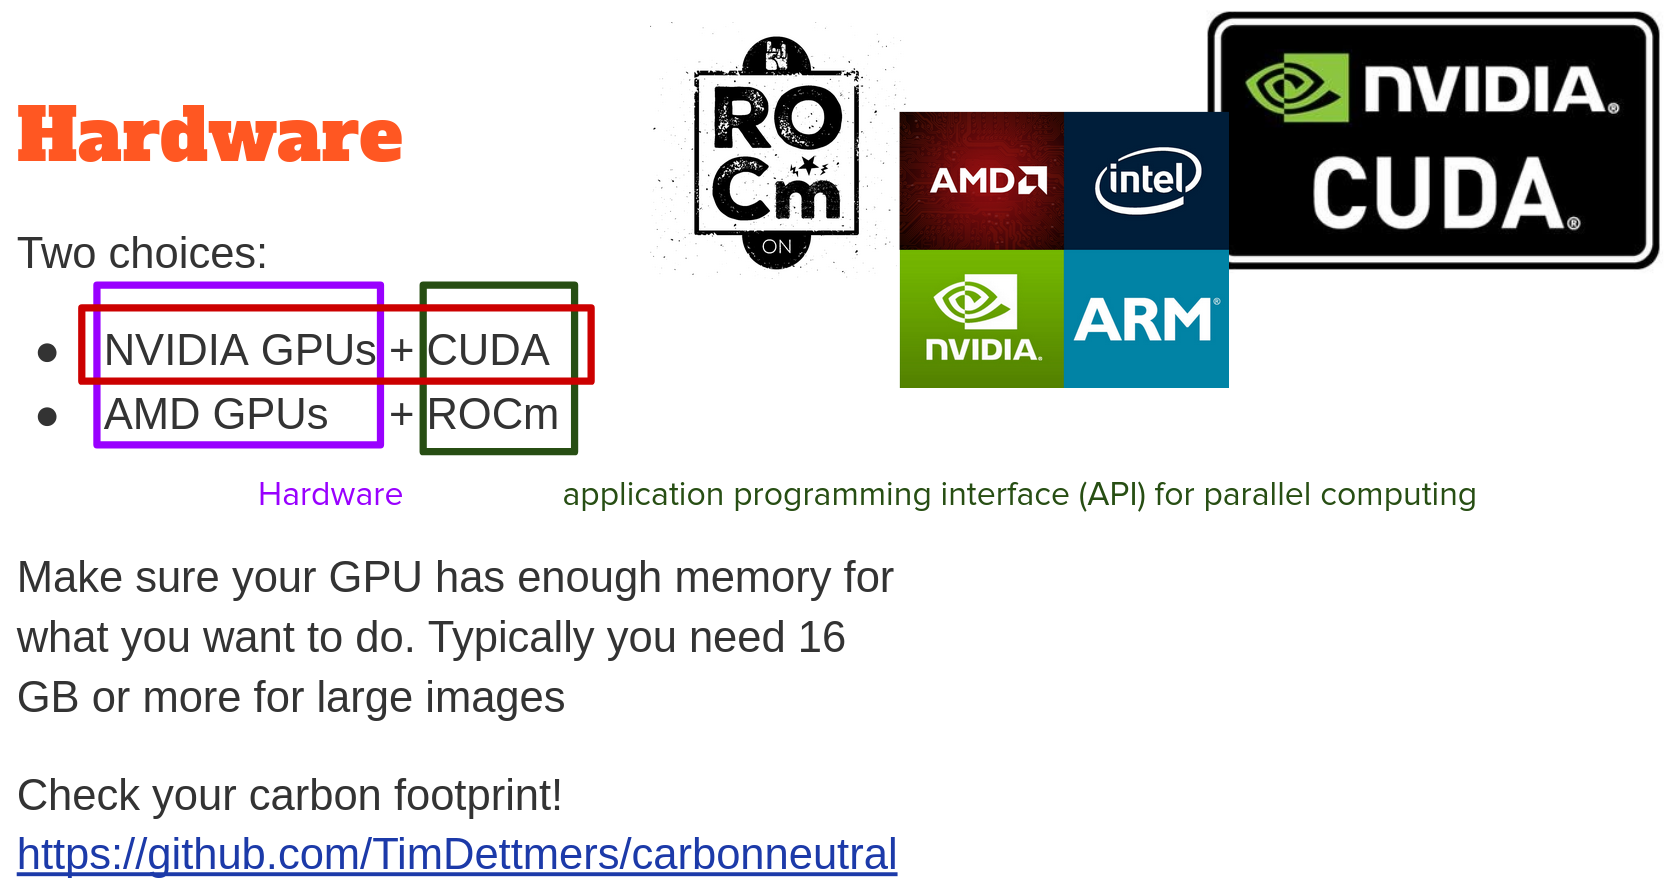 Hardware
RO
Cm
ON
AMD
intel
NVIDIA.
ARM®
NVIDIA.®
CUDA®
Two choices:
● NVIDIA GPUs + CUDA
● AMD GPUs + ROCm
Hardware
application programming interface (API) for parallel computing
Make sure your GPU has enough memory for
what you want to do. Typically you need 16
GB or more for large images
Check your carbon footprint!
https://github.com/TimDettmers/carbonneutral